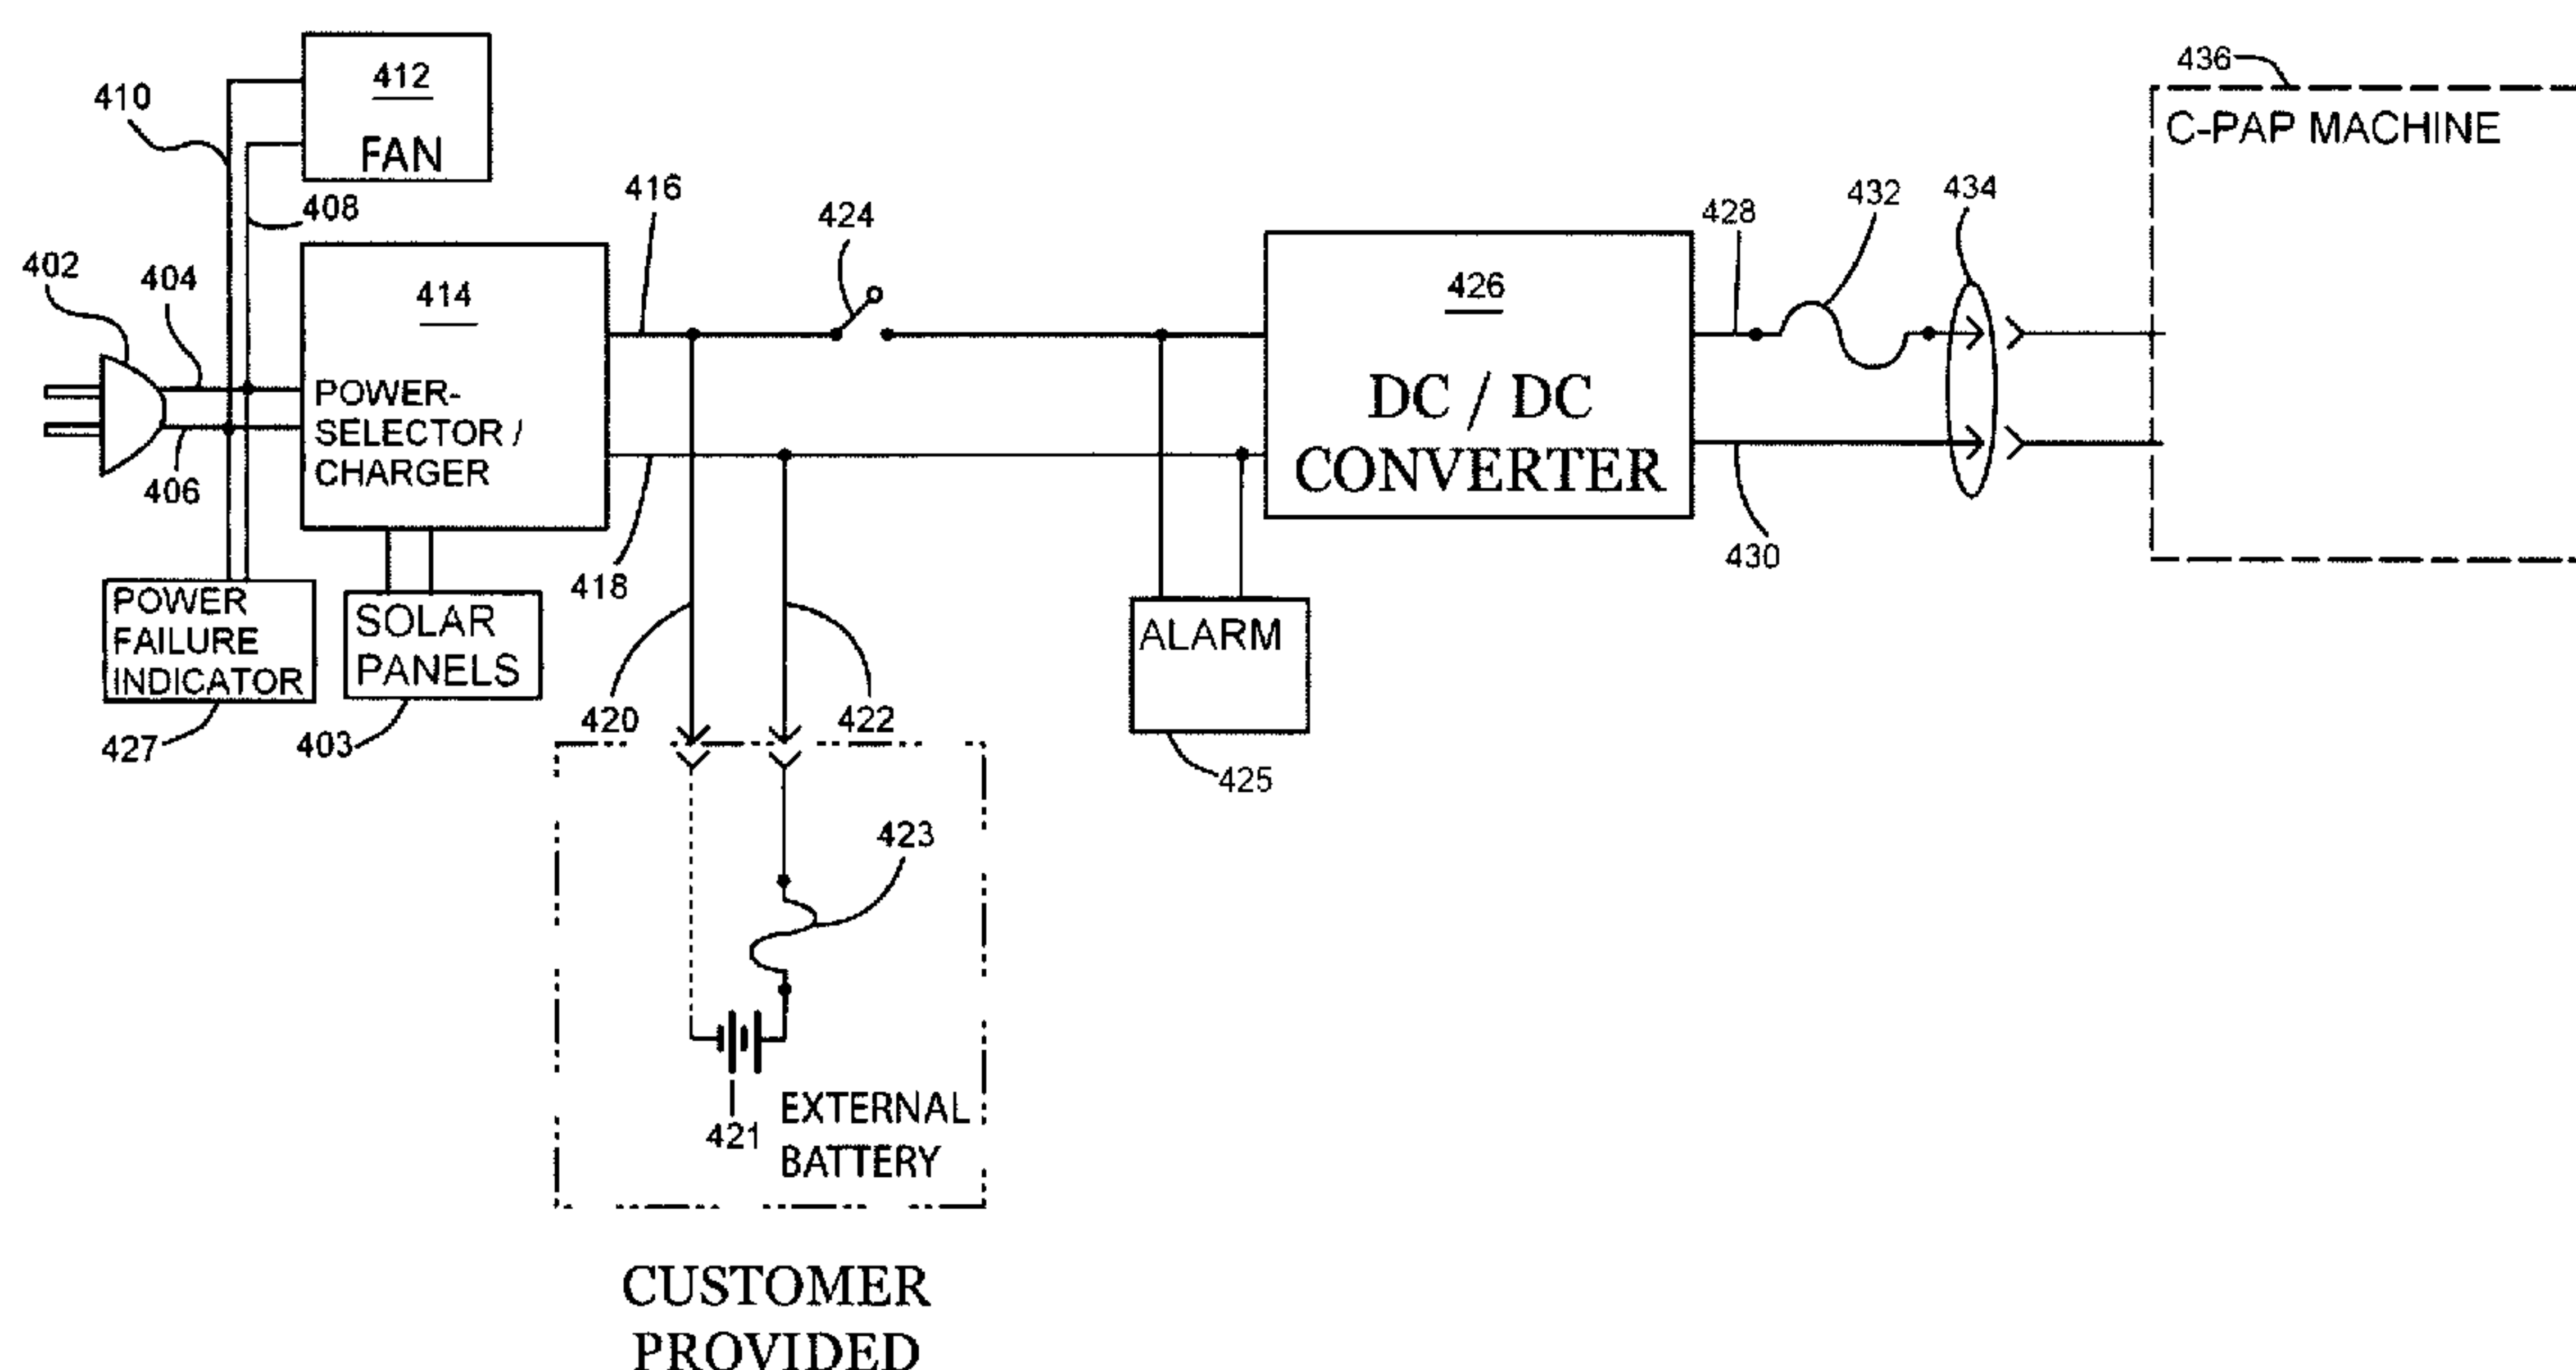 436
412
FAN
410
C-PAP MACHINE
408
416
424
432
434
428
402
404
414
POWER-
SELECTOR /
CHARGER
426
DC / DC
CONVERTER
406
418
430
POWER
FAILURE
INDICATOR
SOLAR
PANELS
ALARM
427
403
420
422
425
423
421
EXTERNAL
BATTERY
CUSTOMER
PROVIDED